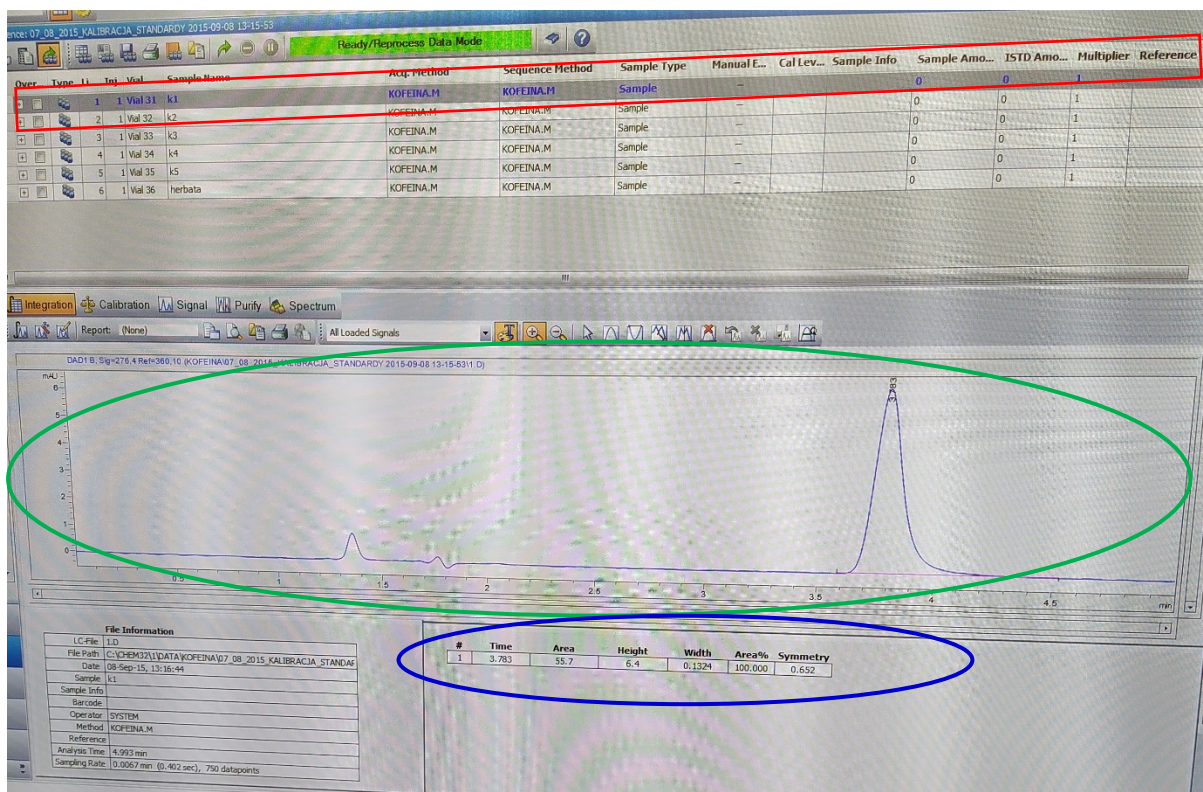 ence: 07_08_2015_KALIBRACJA_STANDARDY 2015-09-08 13-15-53
Ready/Reprocess Data Mode
Over Type Li Inj Vial Sample Name Acq. Method Sequence Method Sample Type Manual E... Cal Lev... Sample Info Sample Amo... ISTD Amo... Multiplier Reference
1 1 Vial 31 k1 KOFEINA.M KOFEINA.M Sample — 0 0 1
2 1 Vial 32 k2 KOFEINA.M KOFEINA.M Sample — 0 0 1
3 1 Vial 33 k3 KOFEINA.M KOFEINA.M Sample — 0 0 1
4 1 Vial 34 k4 KOFEINA.M KOFEINA.M Sample — 0 0 1
5 1 Vial 35 k5 KOFEINA.M KOFEINA.M Sample — 0 0 1
6 1 Vial 36 herbata KOFEINA.M KOFEINA.M Sample — 0 0 1
Integration Calibration Signal Purify Spectrum
Report: (None) All Loaded Signals
DAD1 B, Sig=276,4 Ref=360,10 (KOFEINA\07_08_2015_KALIBRACJA_STANDARDY 2015-09-08 13-15-53\1.D)
mAU
6
5
4
3
2
1
0
3.783
0.5 1 1.5 2 2.5 3 3.5 4 4.5 min
File Information
LC-File 1.D
File Path C:\CHEM32\1\DATA\KOFEINA\07_08_2015_KALIBRACJA_STANDAF
Date 08-Sep-15, 13:16:44
Sample k1
Sample Info
Barcode
Operator SYSTEM
Method KOFEINA.M
Reference
Analysis Time 4.993 min
Sampling Rate 0.0067 min (0.402 sec), 750 datapoints
# Time Area Height Width Area% Symmetry
1 3.783 55.7 6.4 0.1324 100.000 0.652